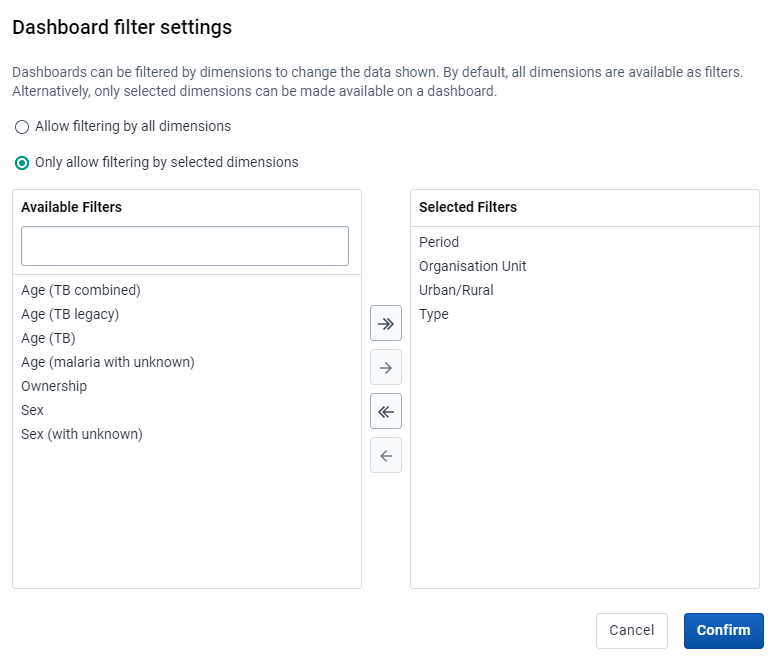 Dashboard filter settings
Dashboards can be filtered by dimensions to change the data shown. By default, all dimensions are available as filters.
Alternatively, only selected dimensions can be made available on a dashboard.
Allow filtering by all dimensions
Only allow filtering by selected dimensions
Available Filters
Age (TB combined)
Age (TB legacy)
Age (TB)
Age (malaria with unknown)
Ownership
Sex
Sex (with unknown)
Selected Filters
Period
Organisation Unit
Urban/Rural
Type
Cancel
Confirm